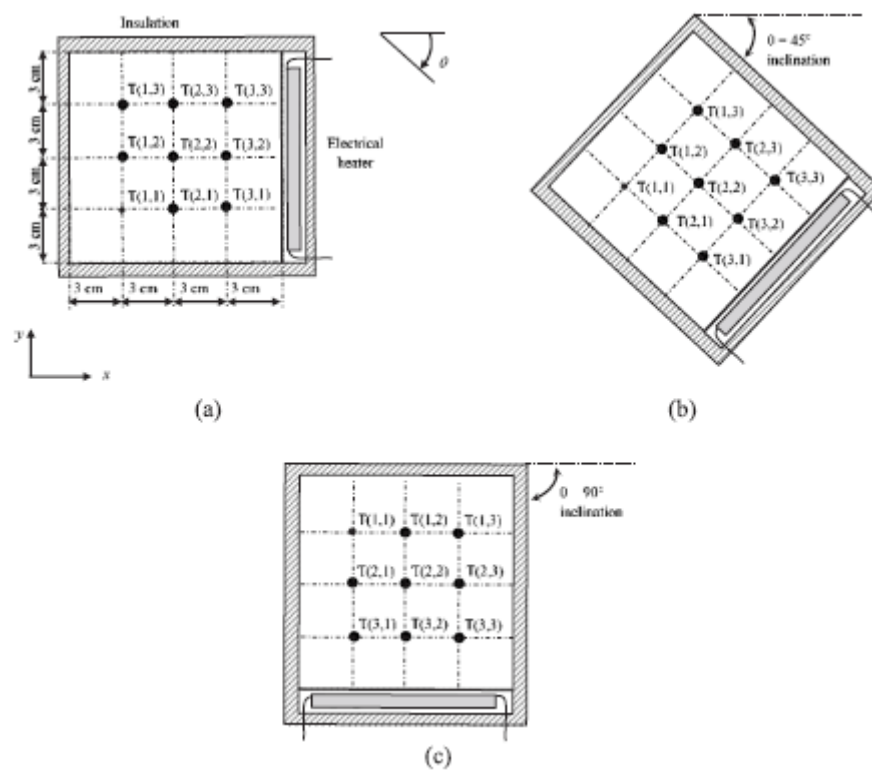 Insulation
θ
3 cm
3 cm
3 cm
3 cm
T(1,3) T(2,3) T(3,3)
T(1,2) T(2,2) T(3,2)
T(1,1) T(2,1) T(3,1)
Electrical
heater
3 cm 3 cm 3 cm 3 cm
y
x
(a)
0 = 45°
inclination
T(1,3)
T(1,2) T(2,3)
T(1,1) T(2,2) T(3,3)
T(2,1) T(3,2)
T(3,1)
(b)
0 90°
inclination
T(1,1) T(1,2) T(1,3)
T(2,1) T(2,2) T(2,3)
T(3,1) T(3,2) T(3,3)
(c)